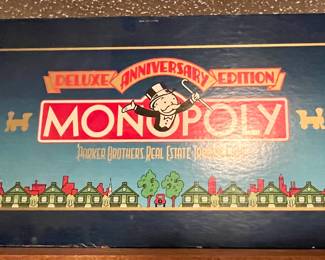 DELUXE ANNIVERSARY EDITION
MONOPOLY
PARKER BROTHERS REAL ESTATE TRADING GAME